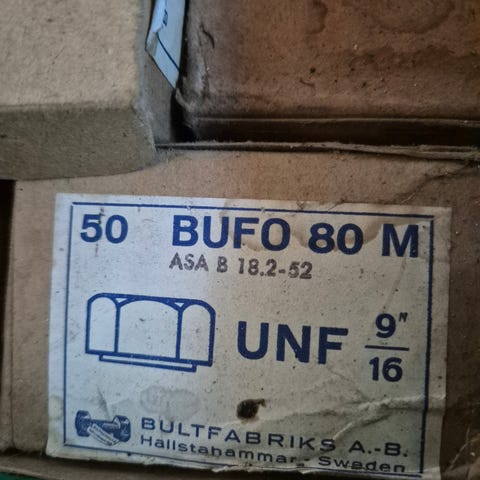 50 BUFO 80 M
ASA B 18.2-52
UNF 9"/16
BULTFABRIKS A.-B.
Hallstahammar - Sweden